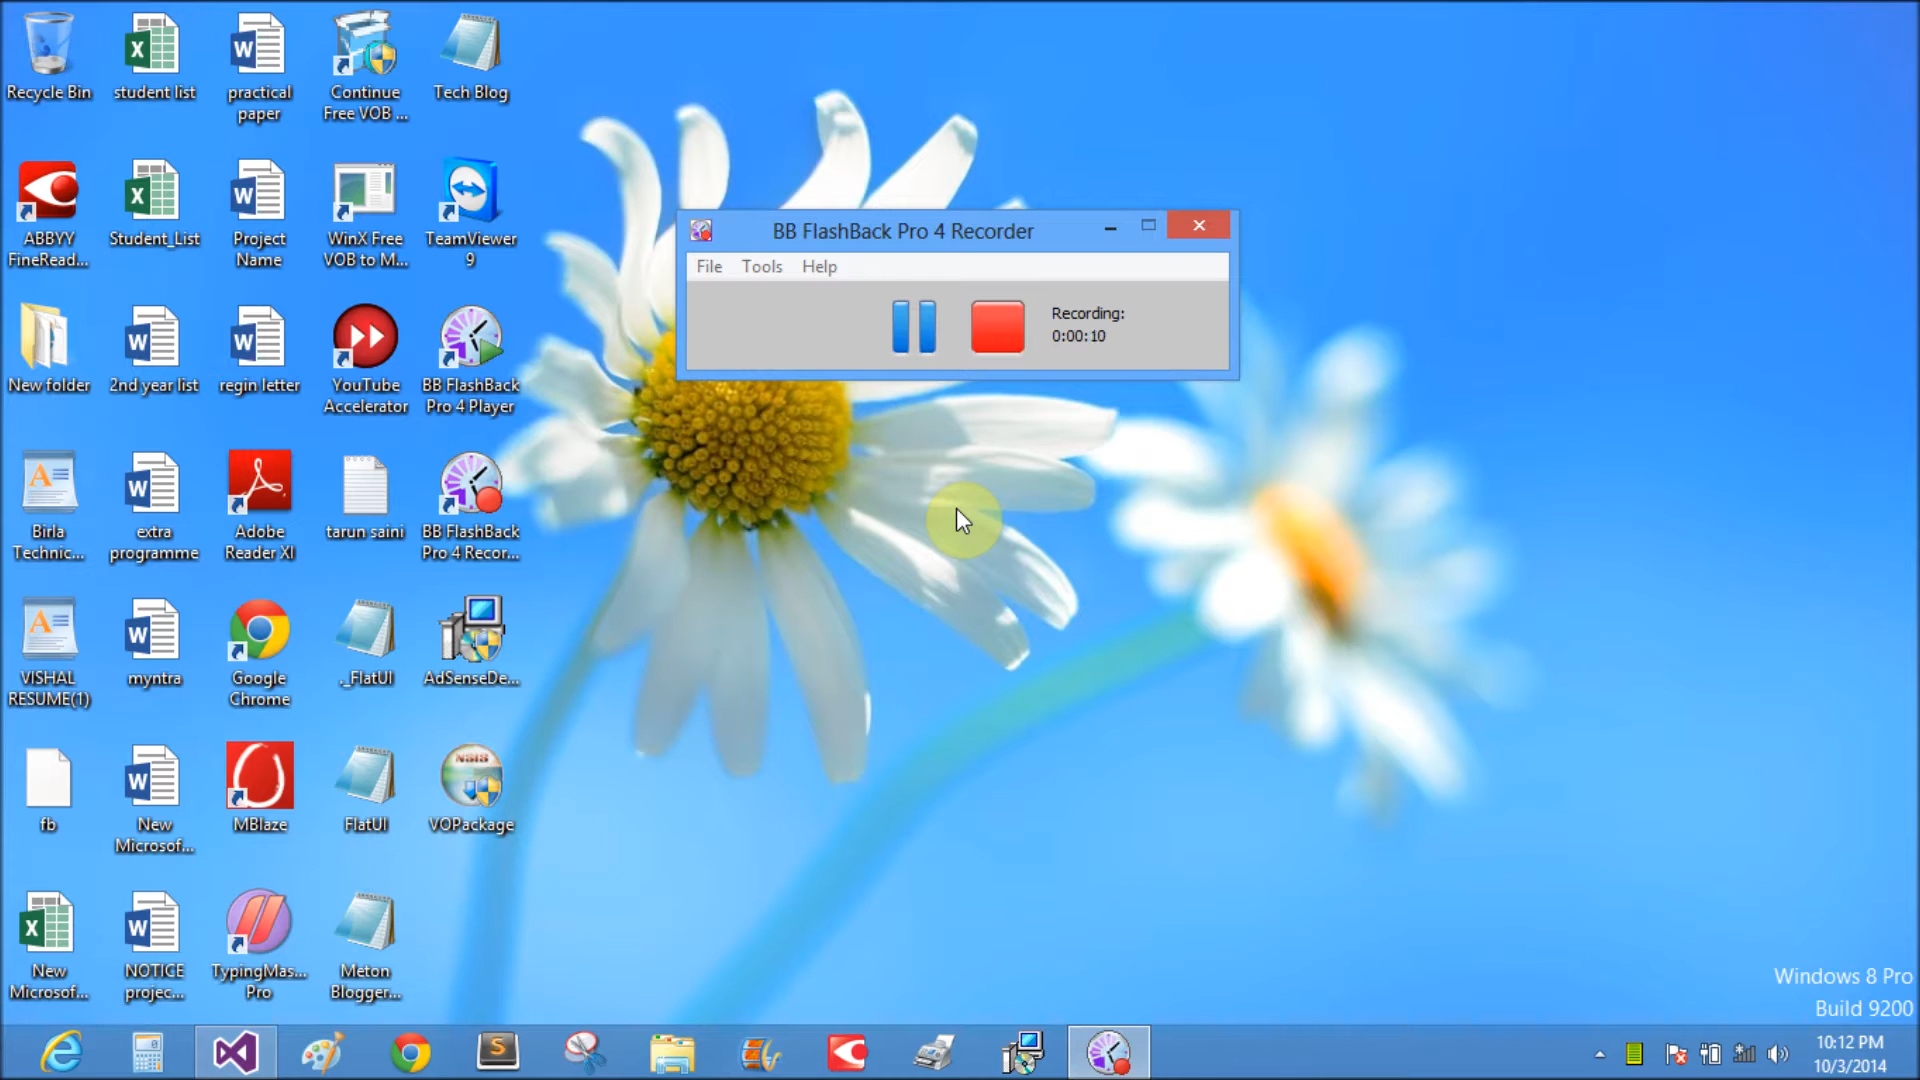 Recycle Bin
student list
practical
paper
Continue
Free VOB ...
Tech Blog
ABBYY
FineRead...
Student_List
Project
Name
WinX Free
VOB to M...
TeamViewer
9
BB FlashBack Pro 4 Recorder
File Tools Help
Recording:
0:00:10
New folder
2nd year list
regin letter
YouTube
Accelerator
BB FlashBack
Pro 4 Player
Birla
Technic...
extra
programme
Adobe
Reader XI
tarun saini
BB FlashBack
Pro 4 Recor...
VISHAL
RESUME(1)
myntra
Google
Chrome
._FlatUI
AdSenseDe...
NSIS
fb
New
Microsof...
MBlaze
FlatUI
VOPackage
New
Microsof...
NOTICE
projec...
TypingMas...
Pro
Meton
Blogger...
Windows 8 Pro
Build 9200
10:12 PM
10/3/2014